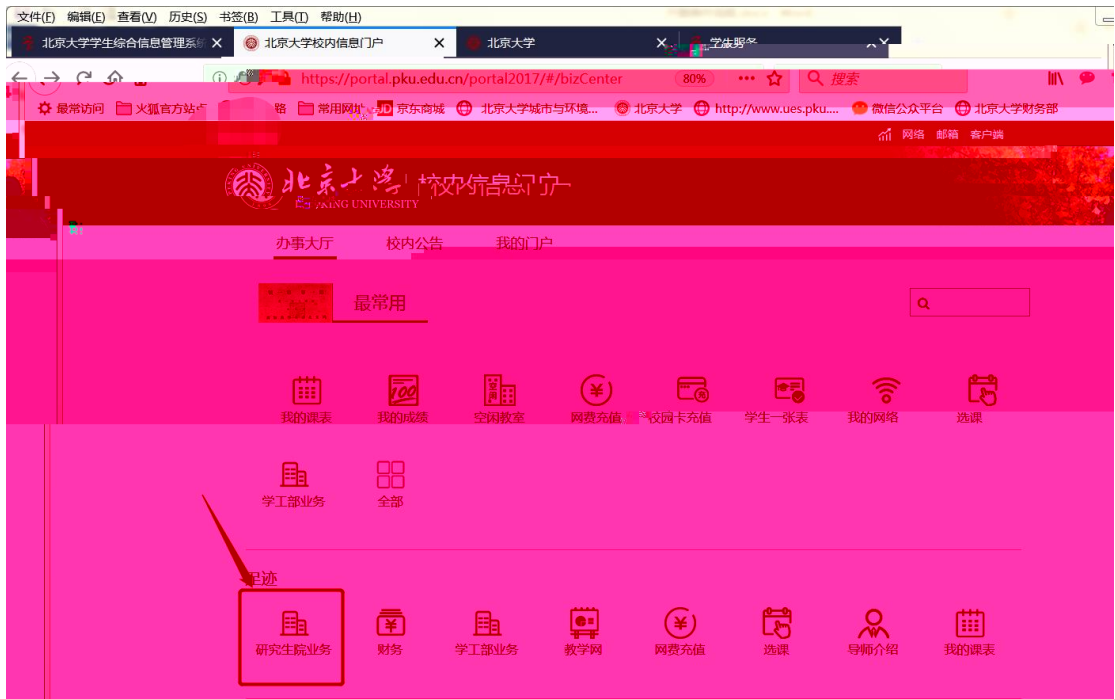 文件(F) 编辑(E) 查看(V) 历史(S) 书签(B) 工具(T) 帮助(H)
北京大学学生综合信息管理系统 北京大学校内信息门户 北京大学 学生服务
https://portal.pku.edu.cn/portal2017/#/bizCenter 80% 搜索
最常访问 火狐官方站点 路 常用网址 JD 京东商城 北京大学城市与环境... 北京大学 http://www.ues.pku.... 微信公众平台 北京大学财务部
网络 邮箱 客户端
北京大学 校内信息门户
UNIVERSITY
办事大厅 校内公告 我的门户
最常用
100
我的课表 我的成绩 空闲教室 网费充值 校园卡充值 学生一张表 我的网络 选课
学工部业务 全部
足迹
研究生院业务 财务 学工部业务 教学网 网费充值 选课 导师介绍 我的课表